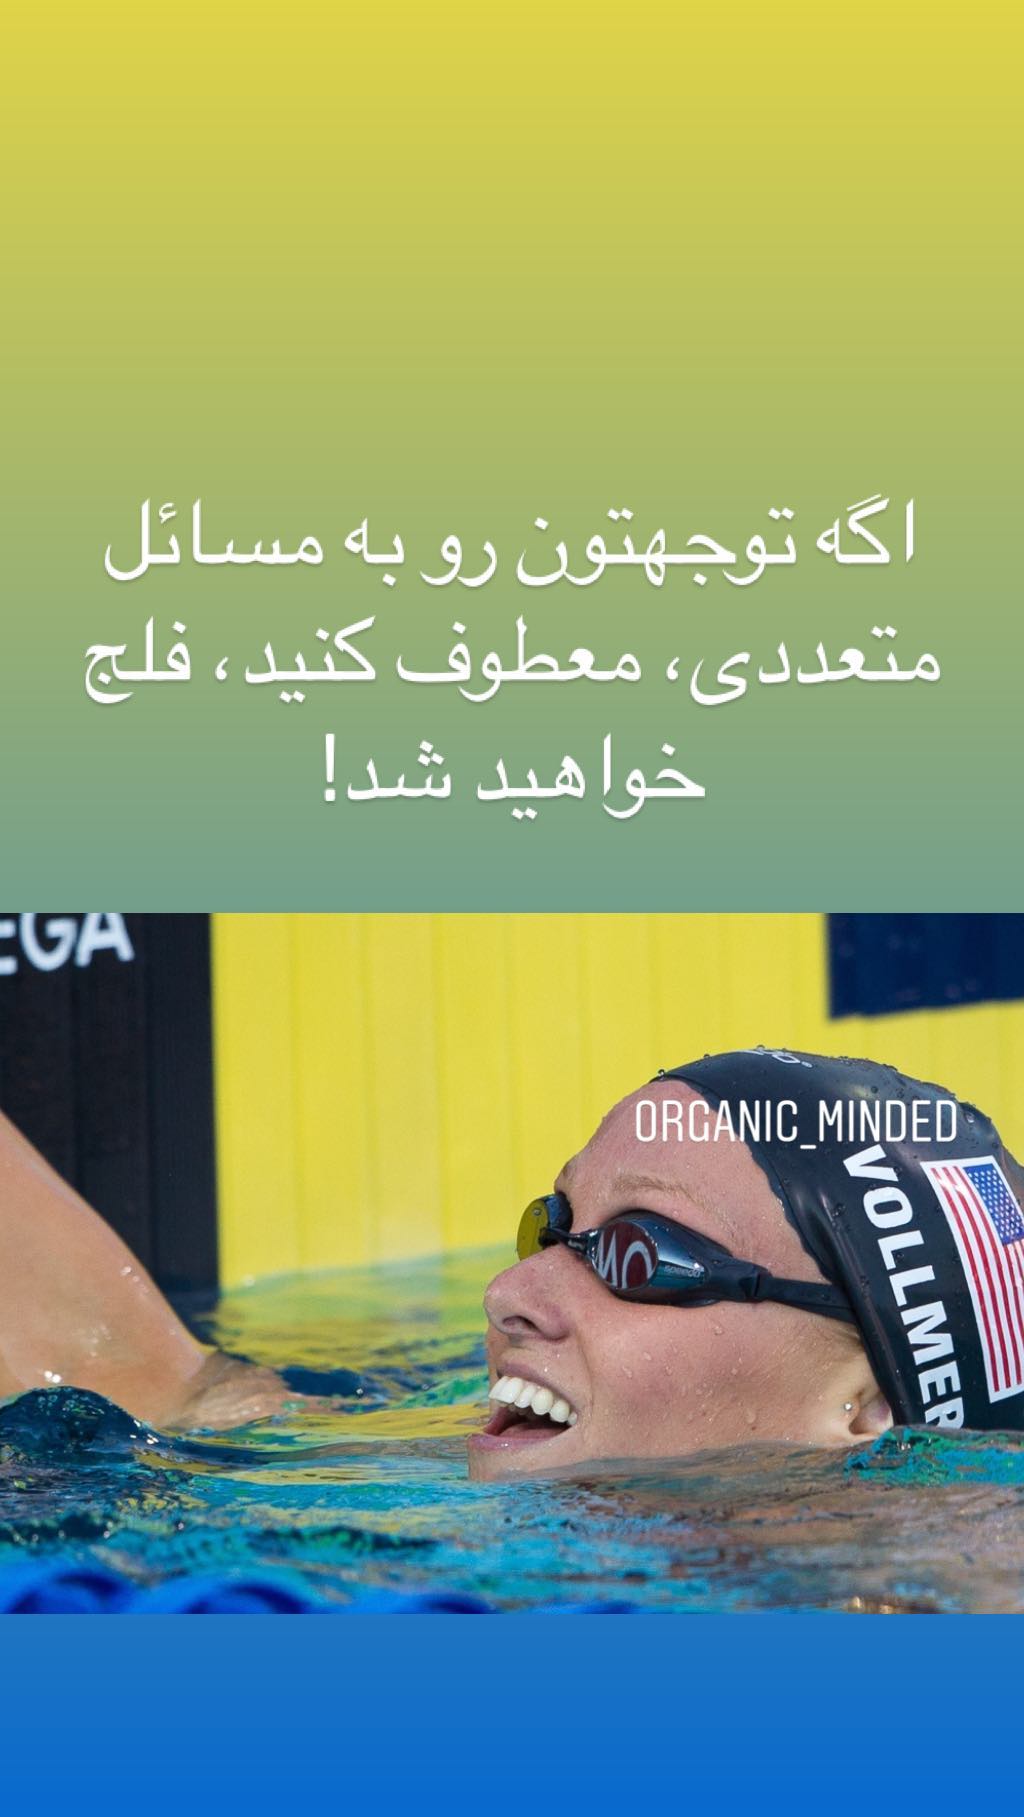 اگه توجهتون رو به مسائل
متعددی، معطوف کنید، فلج
خواهید شد!
EGA
ORGANIC_MINDED
VOLLMER